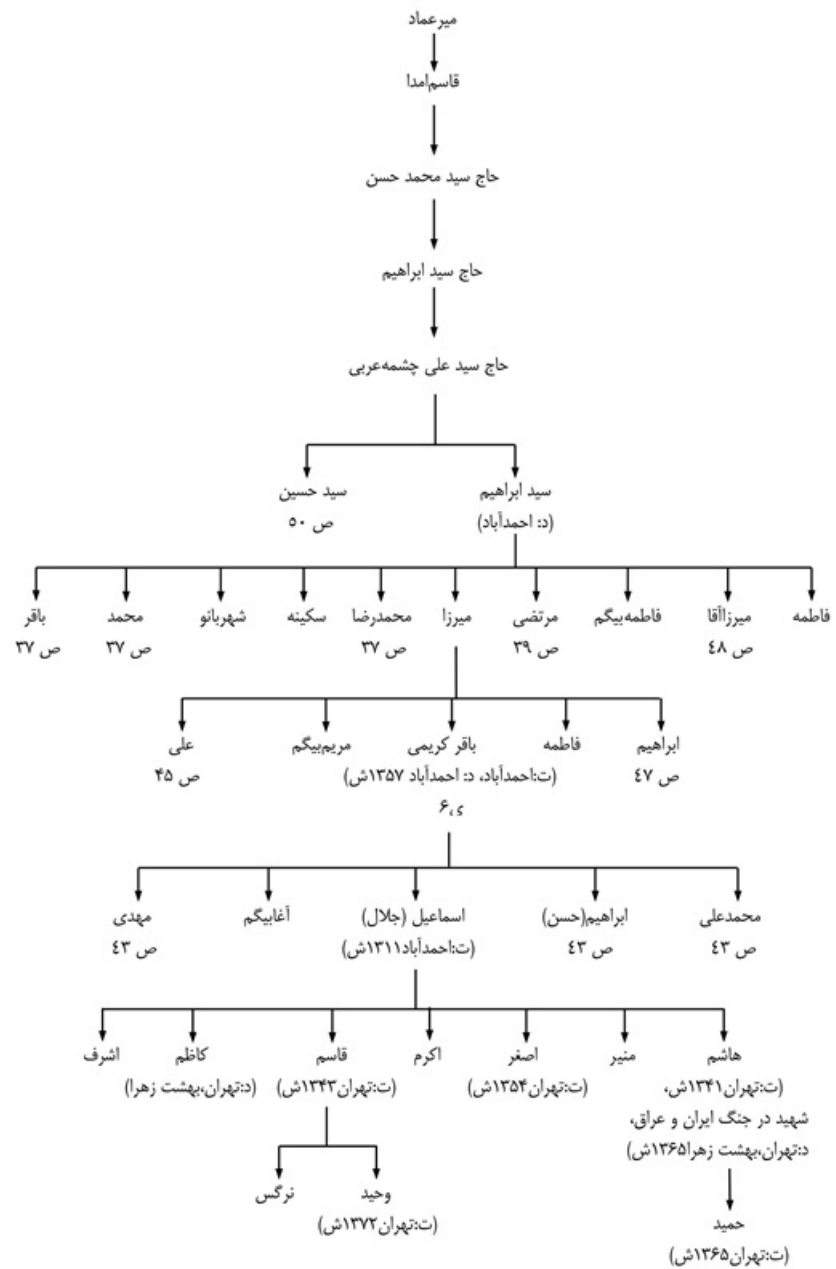 میرعماد
قاسم‌امدا
حاج سید محمد حسن
حاج سید ابراهیم
حاج سید علی چشمه‌عربی
سید ابراهیم
(د: احمدآباد)
سید حسین
ص ۵۰
فاطمه
میرزاآقا
ص ۴۸
فاطمه‌بیگم
مرتضی
ص ۳۹
میرزا
محمدرضا
ص ۳۷
سکینه
شهربانو
محمد
ص ۳۷
باقر
ص ۳۷
ابراهیم
ص ۴۷
فاطمه
باقر کریمی
(ت:احمدآباد، د: احمدآباد ۱۳۵۷ش)
مریم‌بیگم
علی
ص ۴۵
محمدعلی
ص ۴۳
ابراهیم(حسن)
ص ۴۳
اسماعیل (جلال)
(ت:احمدآباد۱۳۱۱ش)
آغابیگم
مهدی
ص ۴۳
هاشم
(ت:تهران۱۳۴۱ش،
شهید در جنگ ایران و عراق،
د:تهران،بهشت زهرا۱۳۶۵ش)
منیر
اصغر
(ت:تهران۱۳۵۴ش)
اکرم
قاسم
(ت:تهران۱۳۴۳ش)
کاظم
(د:تهران،بهشت زهرا)
اشرف
وحید
(ت:تهران۱۳۷۲ش)
نرگس
حمید
(ت:تهران۱۳۶۵ش)